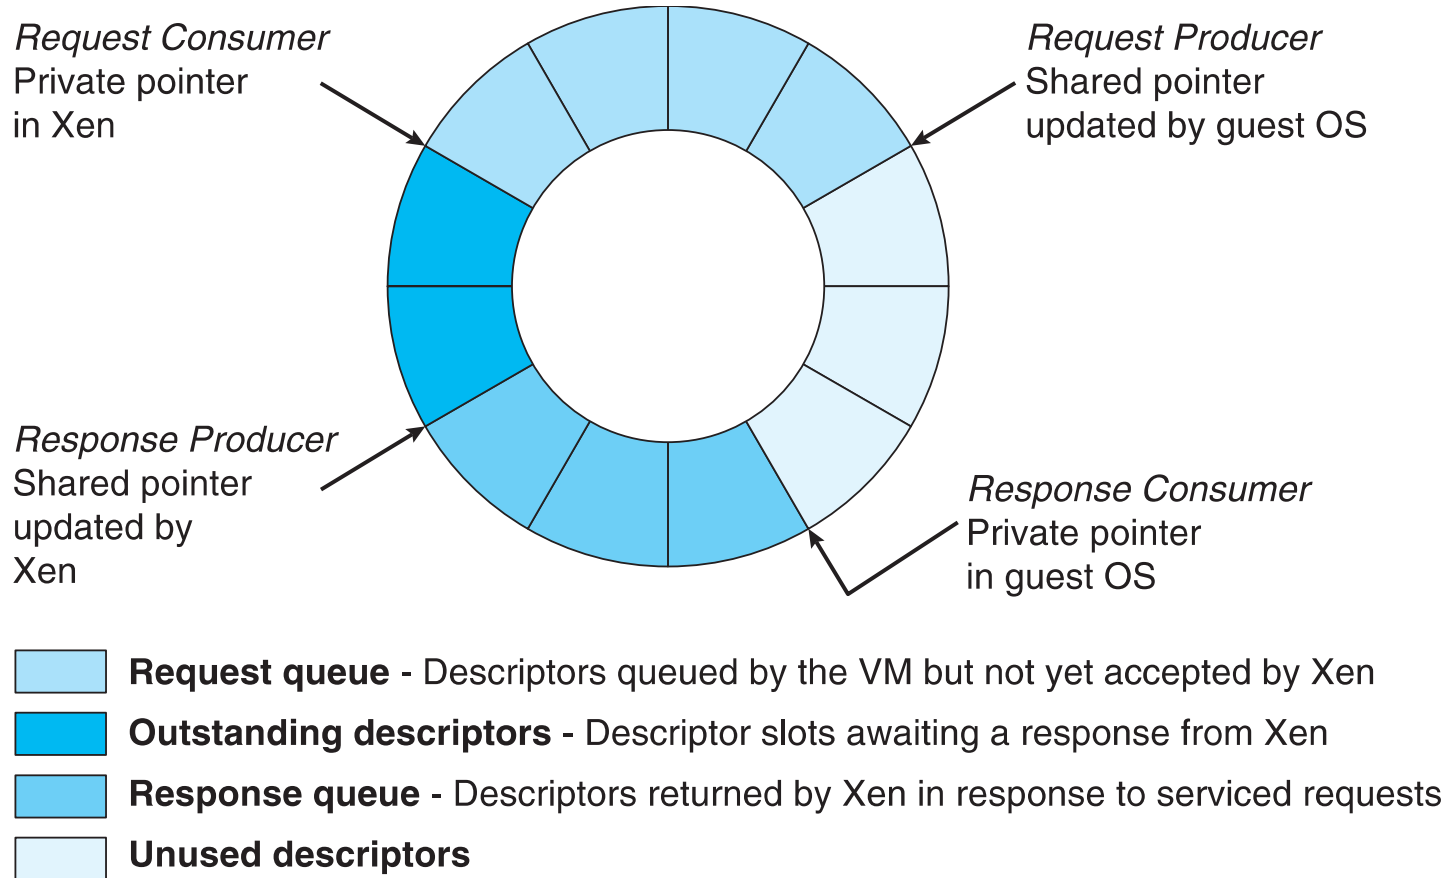 Request Consumer
Private pointer
in Xen
Request Producer
Shared pointer
updated by guest OS
Response Producer
Shared pointer
updated by
Xen
Response Consumer
Private pointer
in guest OS
Request queue - Descriptors queued by the VM but not yet accepted by Xen
Outstanding descriptors - Descriptor slots awaiting a response from Xen
Response queue - Descriptors returned by Xen in response to serviced requests
Unused descriptors